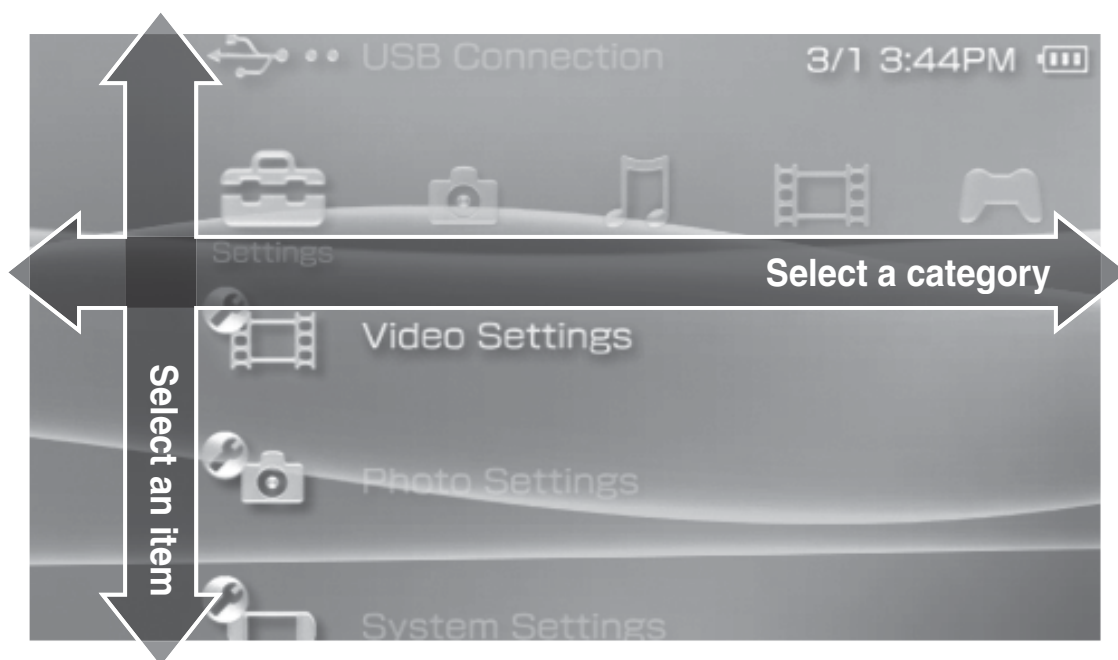 USB Connection
3/1 3:44PM
Settings
Select a category
Video Settings
Select an item
Photo Settings
System Settings